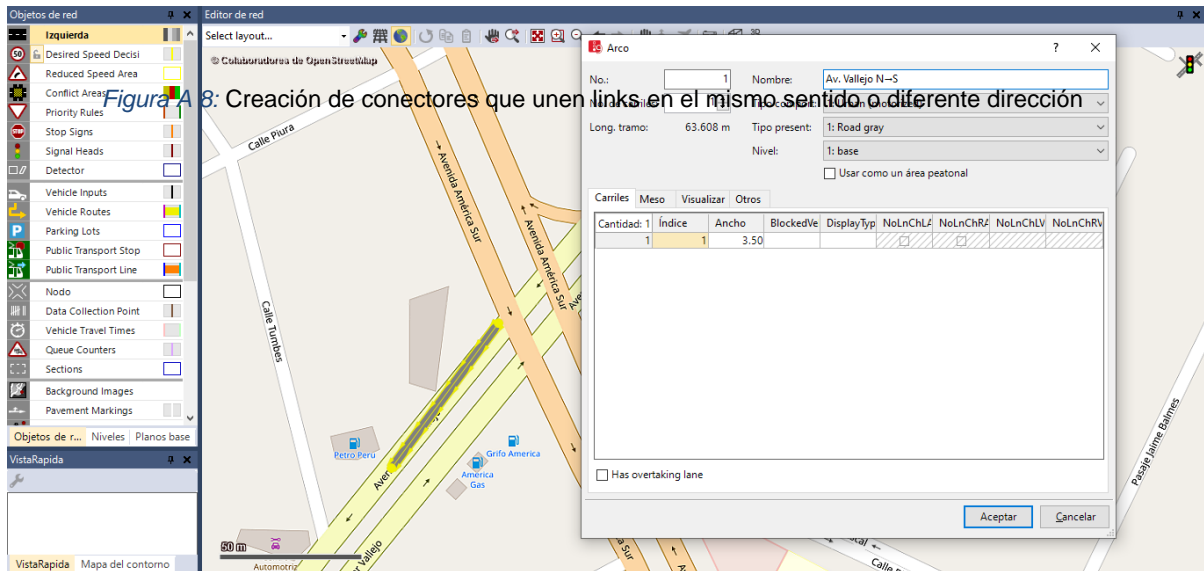 Objetos de red
Izquierda
Desired Speed Decisi
Reduced Speed Area
Conflict Areas
Priority Rules
Stop Signs
Signal Heads
Detector
Vehicle Inputs
Vehicle Routes
Parking Lots
Public Transport Stop
Public Transport Line
Nodo
Data Collection Point
Vehicle Travel Times
Queue Counters
Sections
Background Images
Pavement Markings
Objetos de r... Niveles Planos base
VistaRapida
VistaRapida Mapa del contorno
Editor de red
Select layout...
© Colaboradores de OpenStreetMap
Figura A 8: Creación de conectores que unen links en el mismo sentido o diferente dirección
Calle Piura
Avenida América Sur
Avenida América Sur
Calle Tumbes
Petro Peru
Grifo America
America
Gas
Aver
Vallejo
50 m
Automotriz
a Sur
Calle
Pasaje Jaime Balmes
Arco
? X
No.: 1 Nombre: Av. Vallejo N→S
Long. tramo: 63.608 m Tipo present: 1: Road gray
Nivel: 1: base
Usar como un área peatonal
Carriles Meso Visualizar Otros
Cantidad: 1 Índice Ancho BlockedVe DisplayTyp NoLnChLA NoLnChRA NoLnChLV NoLnChRV
1 1 3.50
Has overtaking lane
Aceptar Cancelar